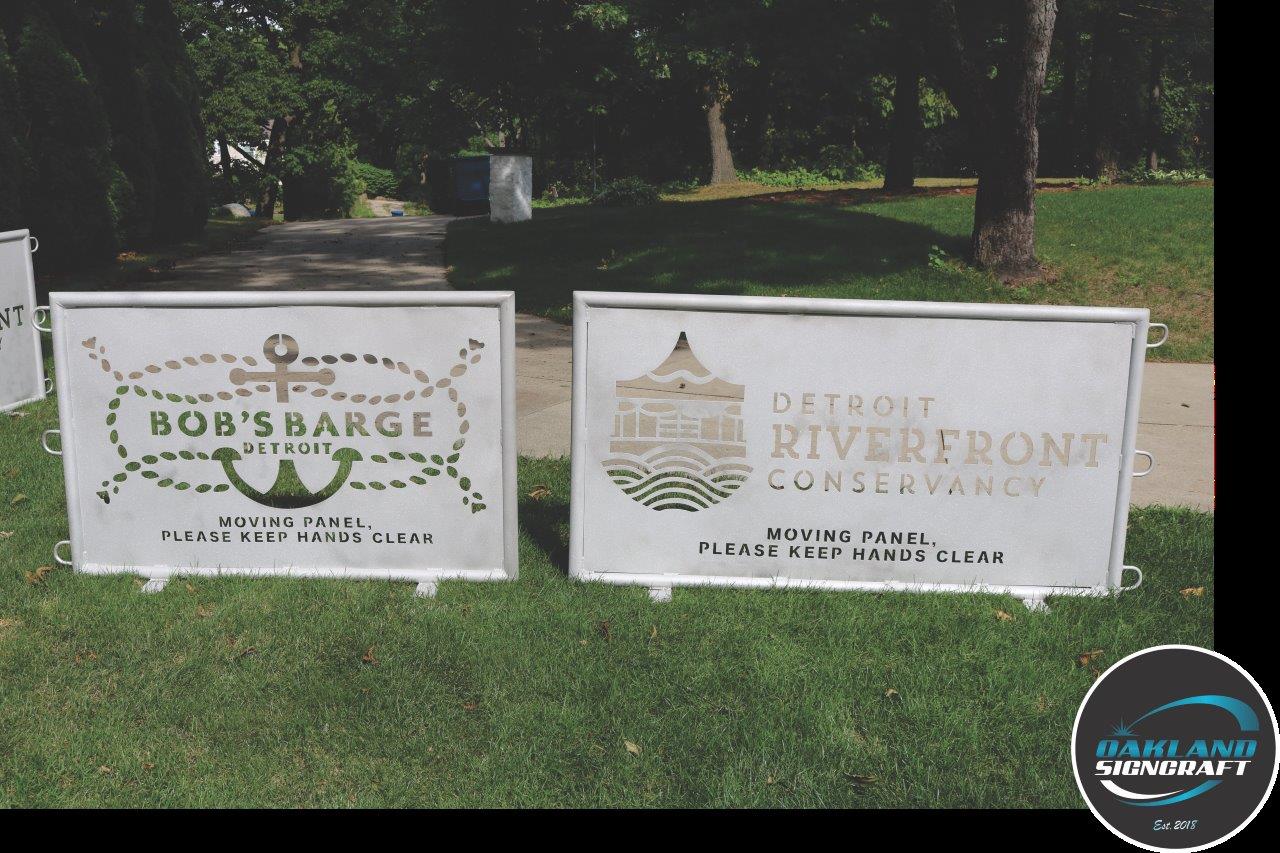 NT
Y
BOB'S BARGE
DETROIT
MOVING PANEL,
PLEASE KEEP HANDS CLEAR
DETROIT
RIVERFRONT
CONSERVANCY
MOVING PANEL,
PLEASE KEEP HANDS CLEAR
OAKLAND
SIGNCRAFT
Est. 2018